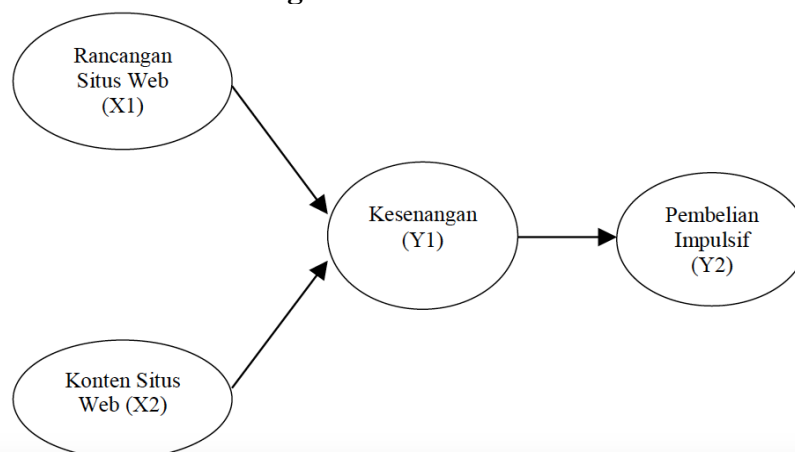 Rancangan
Situs Web
(X1)
Kesenangan
(Y1)
Pembelian
Impulsif
(Y2)
Konten Situs
Web (X2)